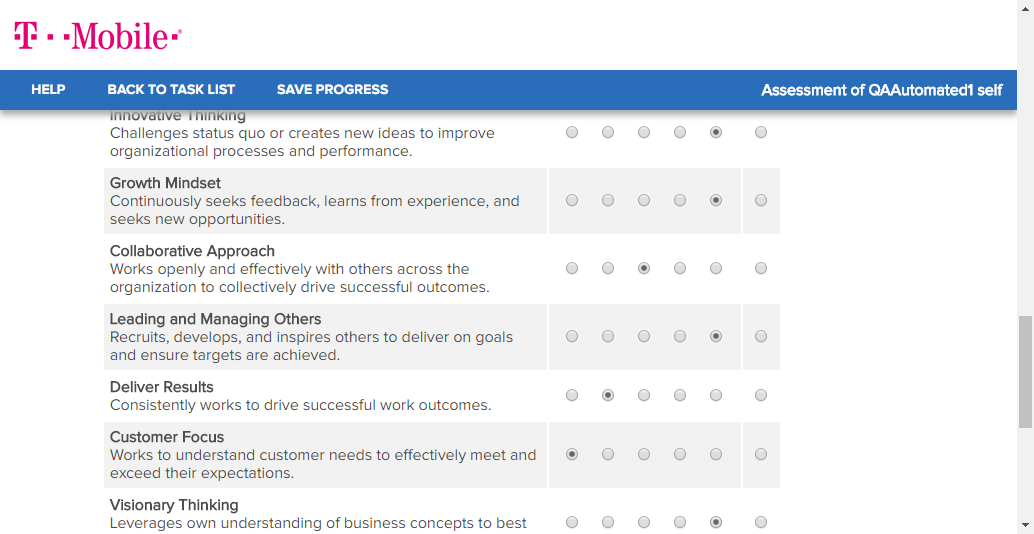 T··Mobile·®
HELP BACK TO TASK LIST SAVE PROGRESS Assessment of QAAutomated1 self
Innovative Thinking
Challenges status quo or creates new ideas to improve
organizational processes and performance.
Growth Mindset
Continuously seeks feedback, learns from experience, and
seeks new opportunities.
Collaborative Approach
Works openly and effectively with others across the
organization to collectively drive successful outcomes.
Leading and Managing Others
Recruits, develops, and inspires others to deliver on goals
and ensure targets are achieved.
Deliver Results
Consistently works to drive successful work outcomes.
Customer Focus
Works to understand customer needs to effectively meet and
exceed their expectations.
Visionary Thinking
Leverages own understanding of business concepts to best